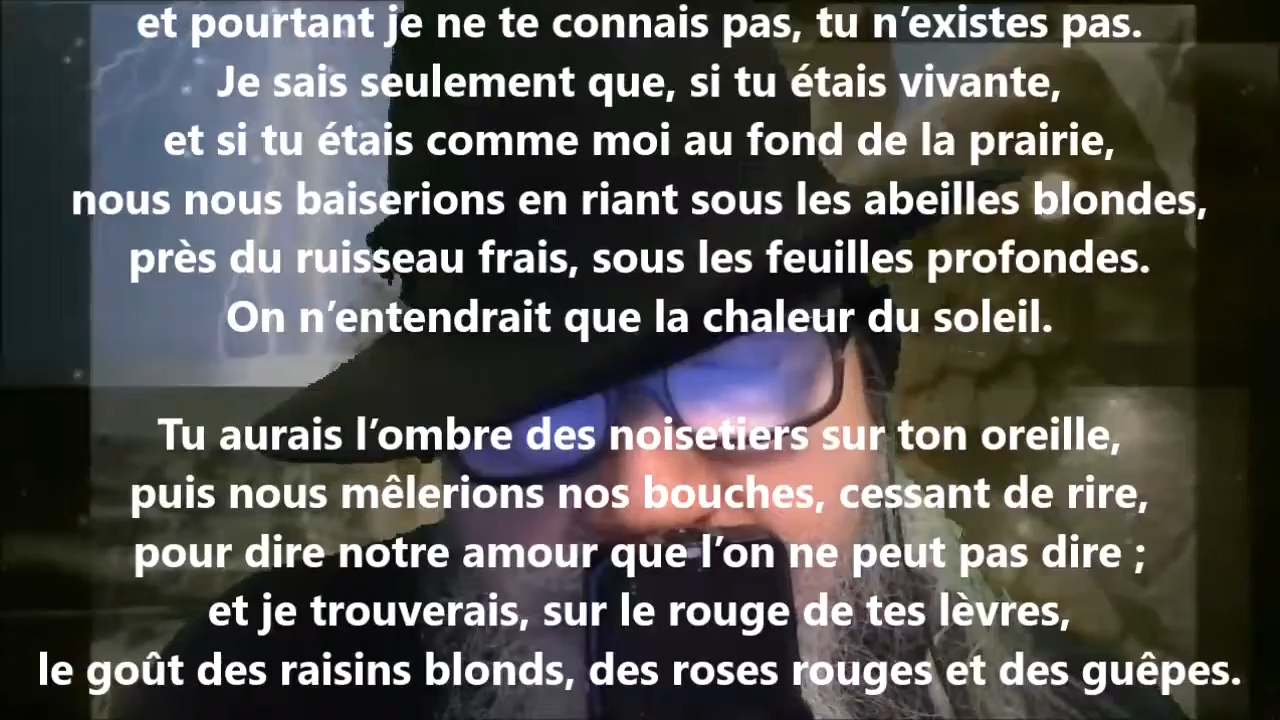 et pourtant je ne te connais pas, tu n’existes pas.
Je sais seulement que, si tu étais vivante,
et si tu étais comme moi au fond de la prairie,
nous nous baiserions en riant sous les abeilles blondes,
près du ruisseau frais, sous les feuilles profondes.
On n’entendrait que la chaleur du soleil.
Tu aurais l’ombre des noisetiers sur ton oreille,
puis nous mêlerions nos bouches, cessant de rire,
pour dire notre amour que l’on ne peut pas dire ;
et je trouverais, sur le rouge de tes lèvres,
le goût des raisins blonds, des roses rouges et des guêpes.